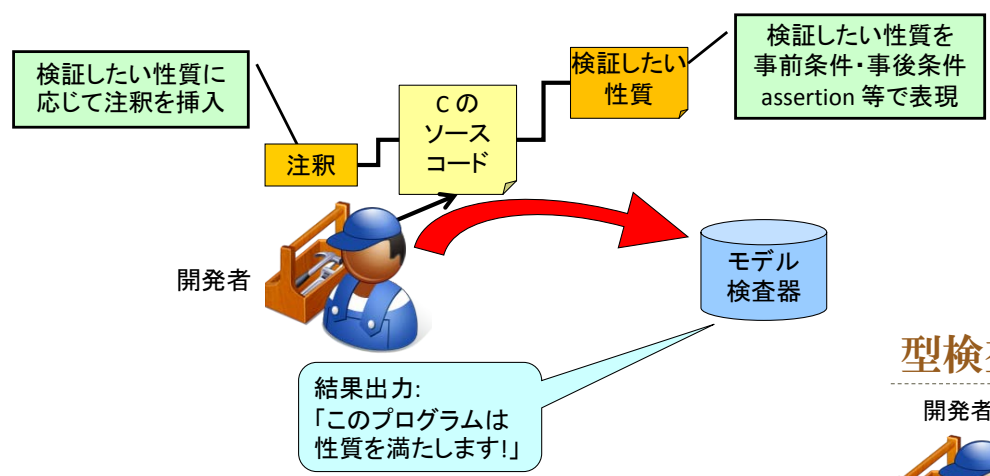 検証したい性質に
応じて注釈を挿入
注釈
C の
ソース
コード
検証したい
性質
検証したい性質を
事前条件・事後条件
assertion 等で表現
開発者
モデル
検査器
結果出力:
「このプログラムは
性質を満たします!」
型検
開発者